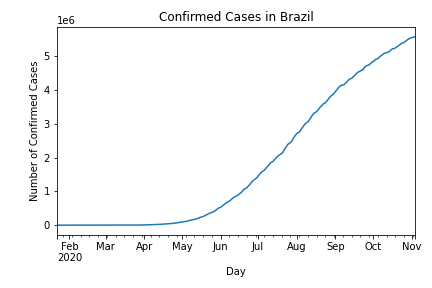 Confirmed Cases in Brazil
1e6
5
4
3
2
1
0
Number of Confirmed Cases
Feb Mar Apr May Jun Jul Aug Sep Oct Nov
2020
Day